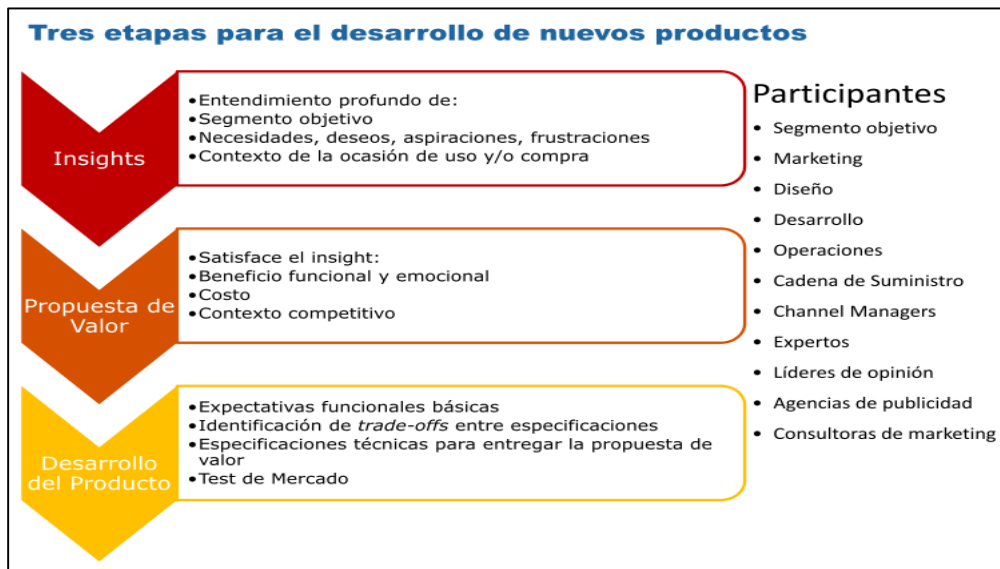 Tres etapas para el desarrollo de nuevos productos
Insights
•Entendimiento profundo de:
•Segmento objetivo
•Necesidades, deseos, aspiraciones, frustraciones
•Contexto de la ocasión de uso y/o compra
Propuesta de
Valor
•Satisface el insight:
•Beneficio funcional y emocional
•Costo
•Contexto competitivo
Desarrollo
del Producto
•Expectativas funcionales básicas
•Identificación de trade-offs entre especificaciones
•Especificaciones técnicas para entregar la propuesta de
valor
•Test de Mercado
Participantes
• Segmento objetivo
• Marketing
• Diseño
• Desarrollo
• Operaciones
• Cadena de Suministro
• Channel Managers
• Expertos
• Líderes de opinión
• Agencias de publicidad
• Consultoras de marketing